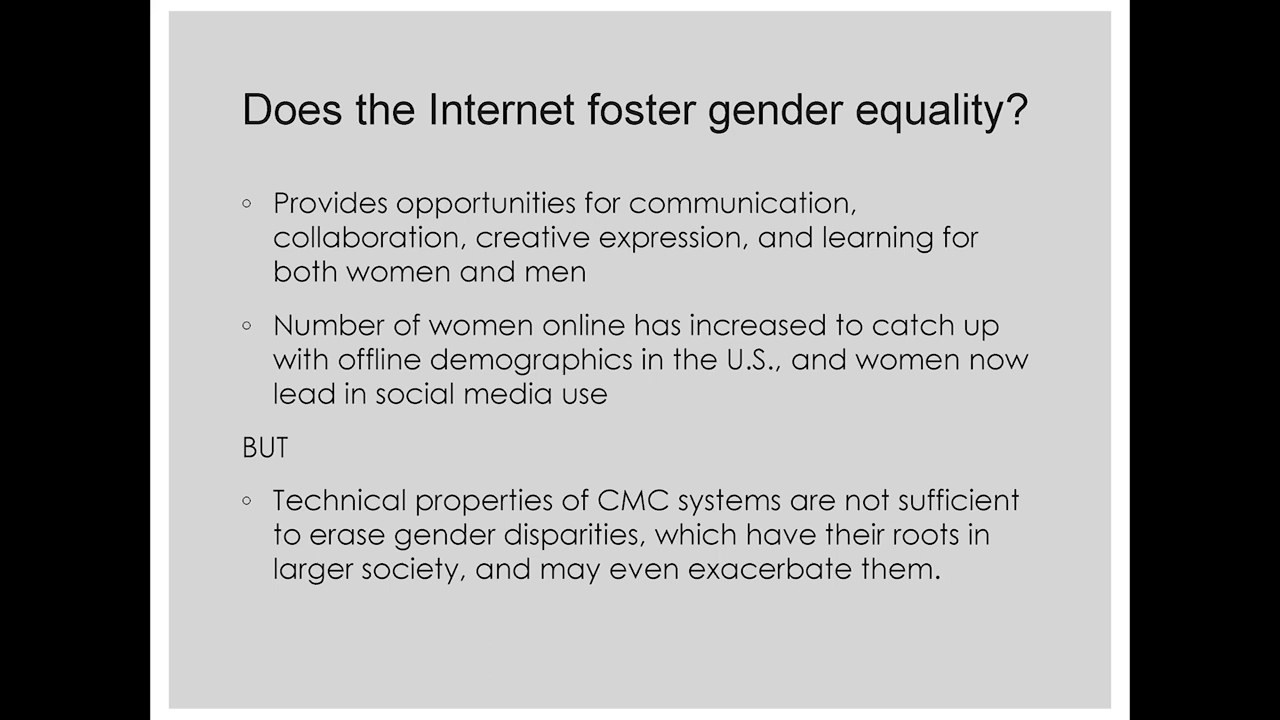 Does the Internet foster gender equality?
◦ Provides opportunities for communication,
collaboration, creative expression, and learning for
both women and men
◦ Number of women online has increased to catch up
with offline demographics in the U.S., and women now
lead in social media use
BUT
◦ Technical properties of CMC systems are not sufficient
to erase gender disparities, which have their roots in
larger society, and may even exacerbate them.